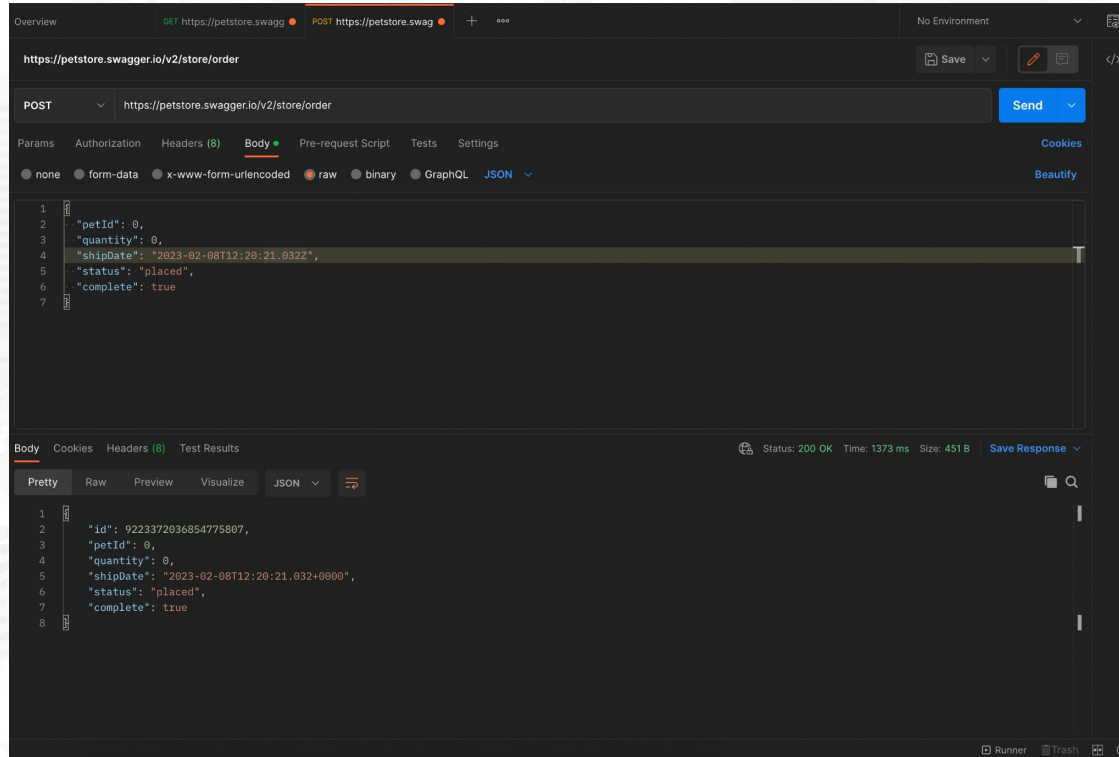 Overview GET https://petstore.swagg POST https://petstore.swag + ooo No Environment
https://petstore.swagger.io/v2/store/order Save </>
POST https://petstore.swagger.io/v2/store/order Send
Params Authorization Headers (8) Body Pre-request Script Tests Settings Cookies
none form-data x-www-form-urlencoded raw binary GraphQL JSON Beautify
1 {
2 "petId": 0,
3 "quantity": 0,
4 "shipDate": "2023-02-08T12:20:21.032Z",
5 "status": "placed",
6 "complete": true
7 }
Body Cookies Headers (8) Test Results Status: 200 OK Time: 1373 ms Size: 451 B Save Response
Pretty Raw Preview Visualize JSON
1 {
2 "id": 9223372036854775807,
3 "petId": 0,
4 "quantity": 0,
5 "shipDate": "2023-02-08T12:20:21.032+0000",
6 "status": "placed",
7 "complete": true
8 }
Runner Trash